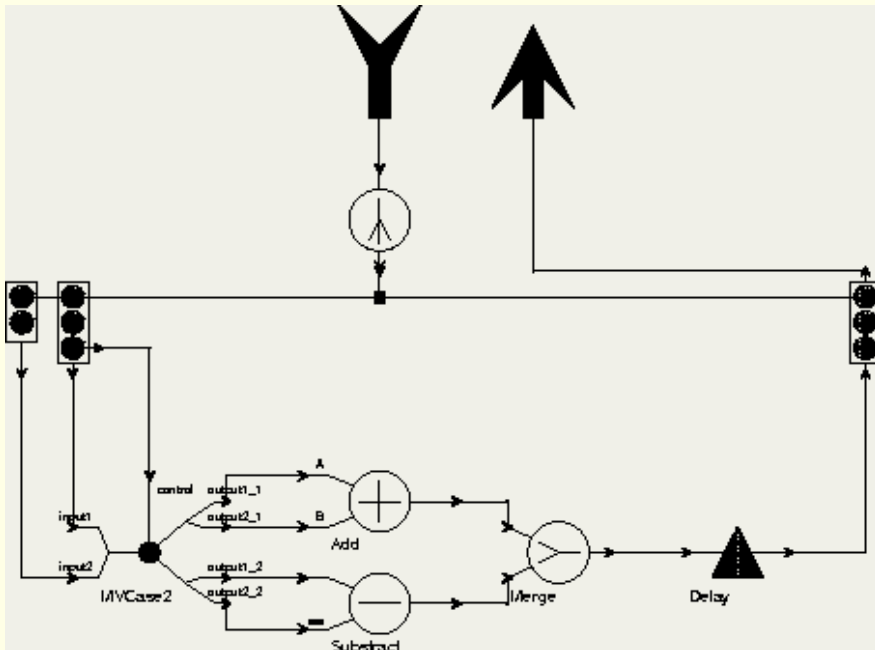 A
control
output1_1
input1
output2_1
B
Add
input2
output1_2
output2_2
MVCase2
Merge
Delay
Substract